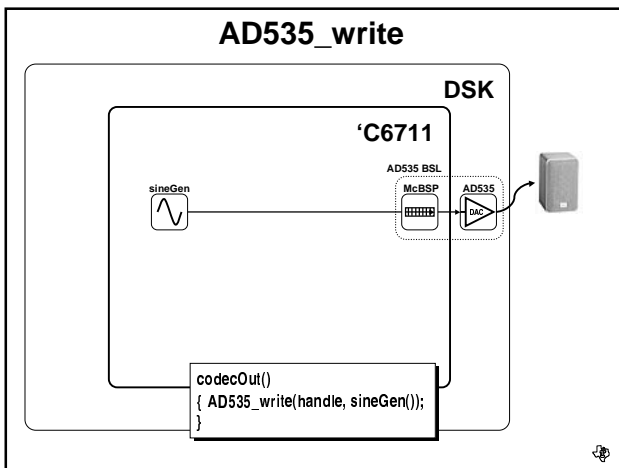 AD535_write
DSK
‘C6711
AD535 BSL
sineGen
McBSP
AD535
DAC
codecOut()
{ AD535_write(handle, sineGen());
}